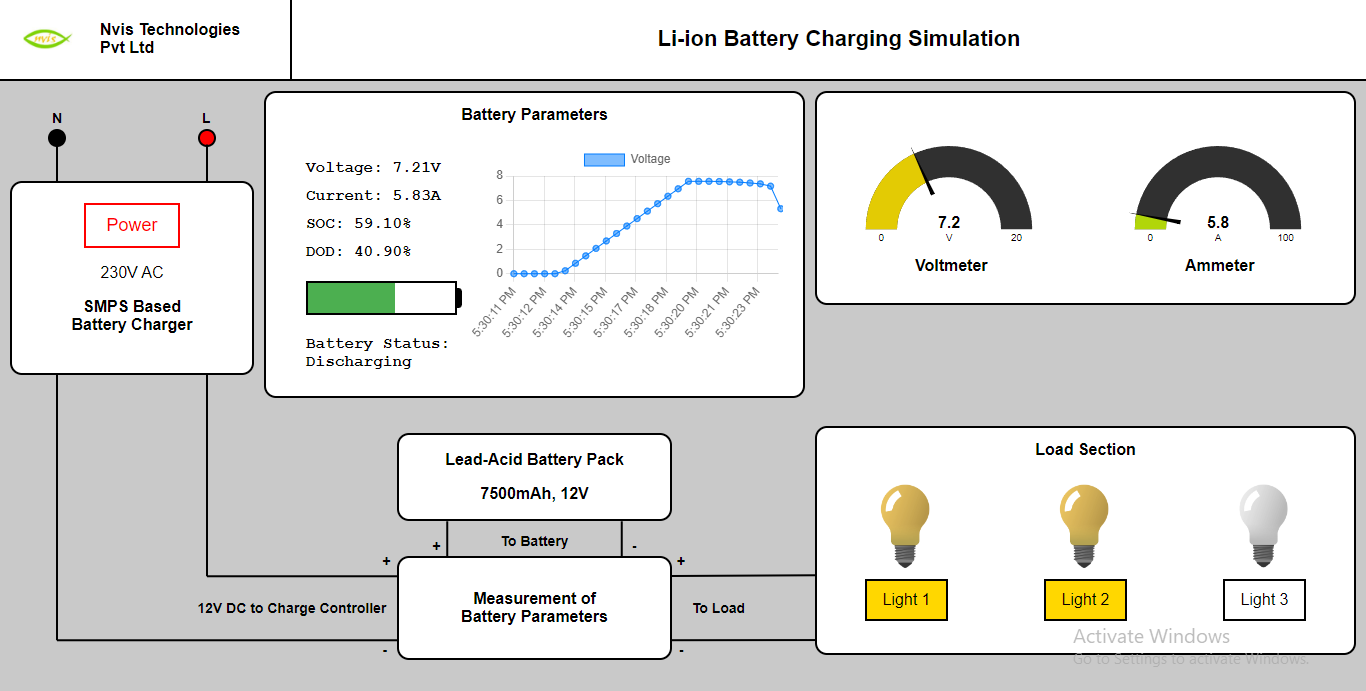 nvis
Nvis Technologies
Pvt Ltd
Li-ion Battery Charging Simulation
N
L
Power
230V AC
SMPS Based
Battery Charger
Battery Parameters
Voltage: 7.21V
Current: 5.83A
SOC: 59.10%
DOD: 40.90%
Battery Status:
Discharging
Voltage
8
6
4
2
0
5:30:11 PM
5:30:12 PM
5:30:14 PM
5:30:15 PM
5:30:17 PM
5:30:18 PM
5:30:20 PM
5:30:21 PM
5:30:23 PM
7.2
0
V
20
Voltmeter
5.8
0
A
100
Ammeter
Lead-Acid Battery Pack
7500mAh, 12V
+
To Battery
-
+
+
12V DC to Charge Controller
Measurement of
Battery Parameters
To Load
-
-
Load Section
Light 1
Light 2
Light 3
Activate Windows
Go to Settings to activate Windows.